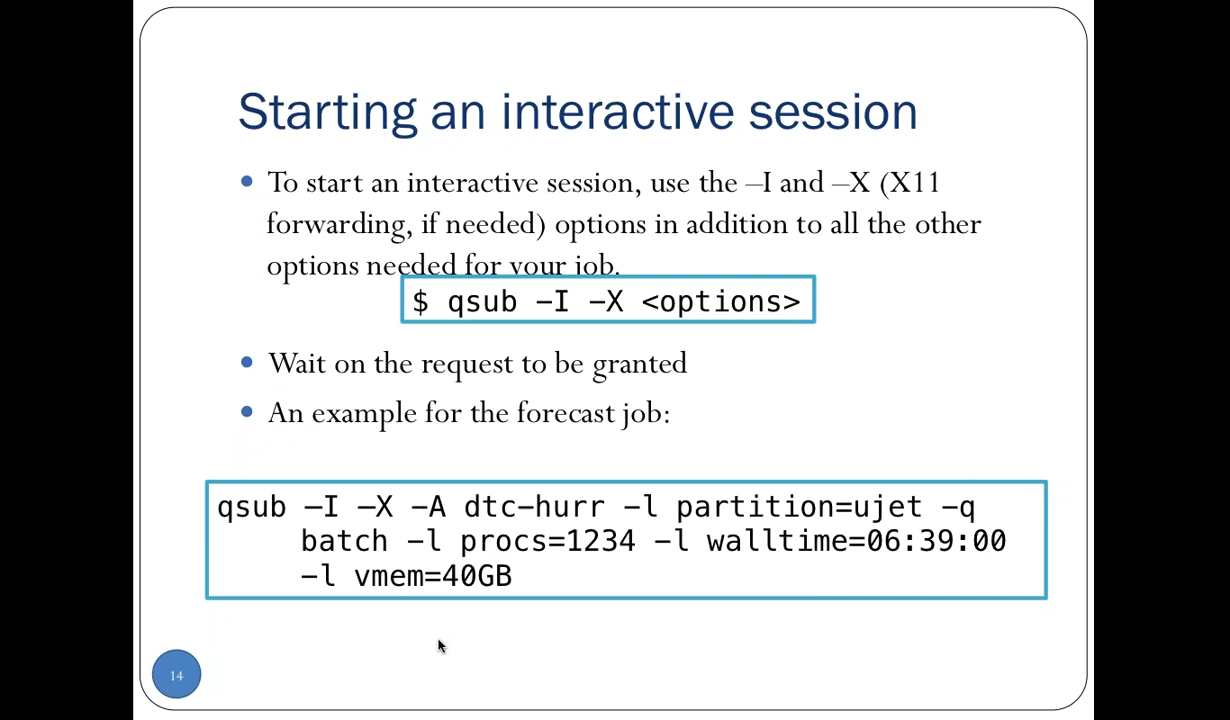 Starting an interactive session
• To start an interactive session, use the –I and –X (X11
forwarding, if needed) options in addition to all the other
options needed for your job.
$ qsub –I –X <options>
• Wait on the request to be granted
• An example for the forecast job:
qsub –I –X –A dtc–hurr –l partition=ujet –q
batch –l procs=1234 –l walltime=06:39:00
–l vmem=40GB
14